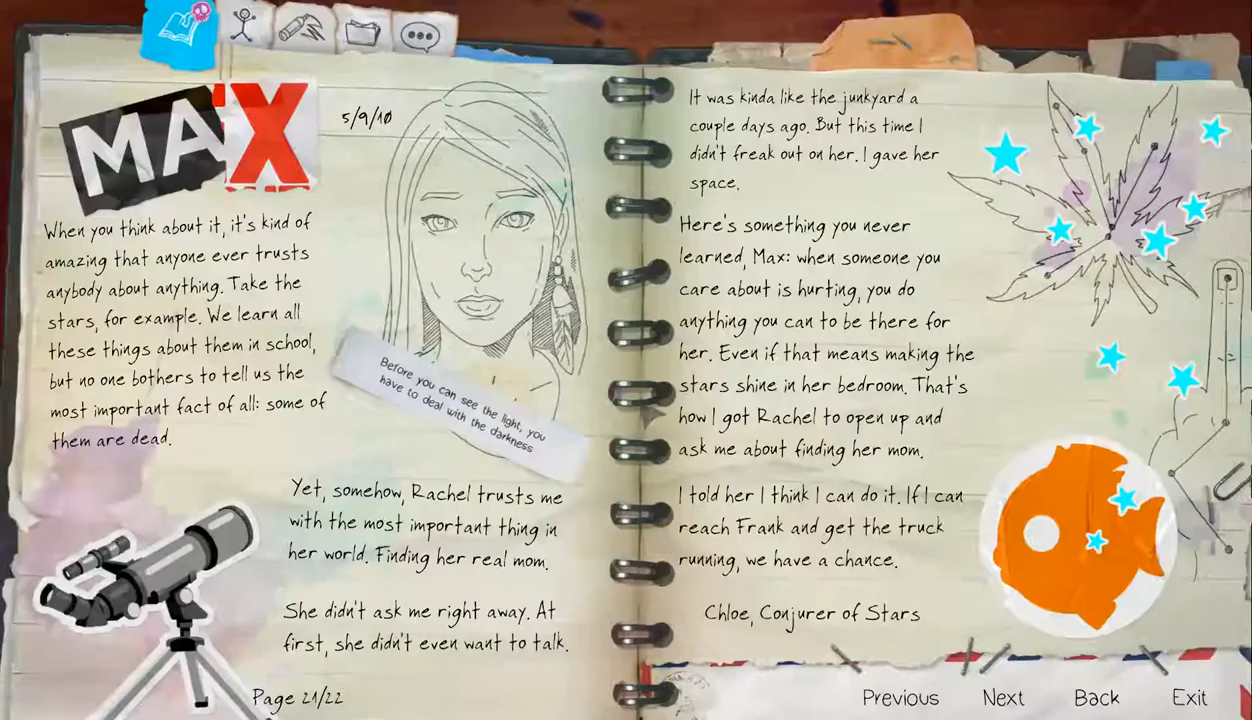 MAX
5/9/10
When you think about it, it's kind of
amazing that anyone ever trusts
anybody about anything. Take the
stars, for example. We learn all
these things about them in school,
but no one bothers to tell us the
most important fact of all: some of
them are dead.
Before you can see the light, you
have to deal with the darkness
Yet, somehow, Rachel trusts me
with the most important thing in
her world. Finding her real mom.
She didn't ask me right away. At
first, she didn't even want to talk.
Page 21/22
It was kinda like the junkyard a
couple days ago. But this time I
didn't freak out on her. I gave her
space.
Here's something you never
learned, Max: when someone you
care about is hurting, you do
anything you can to be there for
her. Even if that means making the
stars shine in her bedroom. That's
how I got Rachel to open up and
ask me about finding her mom.
I told her I think I can do it. If I can
reach Frank and get the truck
running, we have a chance.
Chloe, Conjurer of Stars
Previous Next Back Exit